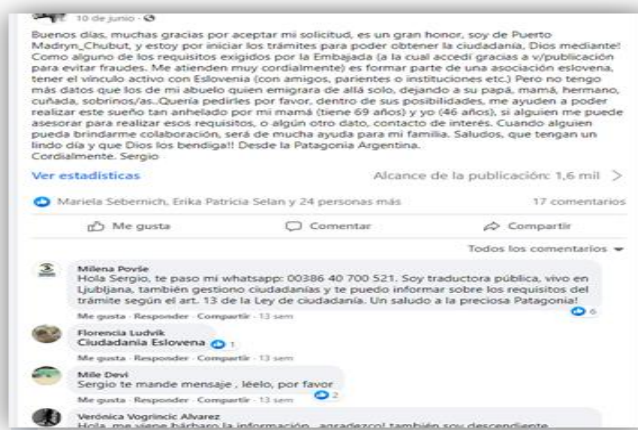 10 de junio ·
Buenos días, muchas gracias por aceptar mi solicitud, es un gran honor, soy de Puerto
Madryn_Chubut, y estoy por iniciar los trámites para poder obtener la ciudadanía, Dios mediante!
Como alguno de los requisitos exigidos por la Embajada (a la cual accedí gracias a v/publicación
para evitar fraudes. Me atienden muy cordialmente) es formar parte de una asociación eslovena,
tener el vínculo activo con Eslovenia (con amigos, parientes o instituciones etc.) Pero no tengo
más datos que los de mi abuelo quien emigrara de allá solo, dejando a su papá, mamá, hermano,
cuñada, sobrinos/as..Quería pedirles por favor, dentro de sus posibilidades, me ayuden a poder
realizar este sueño tan anhelado por mi mamá (tiene 69 años) y yo (46 años), si alguien me puede
asesorar para realizar esos requisitos, o algún otro dato, contacto de interés. Cuando alguien
pueda brindarme colaboración, será de mucha ayuda para mi familia. Saludos, que tengan un
lindo día y que Dios los bendiga!! Desde la Patagonia Argentina.
Cordialmente. Sergio
Ver estadísticas
Alcance de la publicación: 1,6 mil >
Mariela Sebernich, Erika Patricia Selan y 24 personas más
17 comentarios
Me gusta
Comentar
Compartir
Todos los comentarios
Milena Povše
Hola Sergio, te paso mi whatsapp: 00386 40 700 521. Soy traductora pública, vivo en
Ljubljana, también gestiono ciudadanías y te puedo informar sobre los requisitos del
trámite según el art. 13 de la Ley de ciudadanía. Un saludo a la preciosa Patagonia!
6
Me gusta · Responder · Compartir · 13 sem
Florencia Ludvik
Ciudadania Eslovena
1
Me gusta · Responder · Compartir · 13 sem
Mile Devi
Sergio te mande mensaje , léelo, por favor
2
Me gusta · Responder · Compartir · 13 sem
Verónica Vogrincic Alvarez
Hola, me viene bárbaro la información, agradezco! también soy descendiente